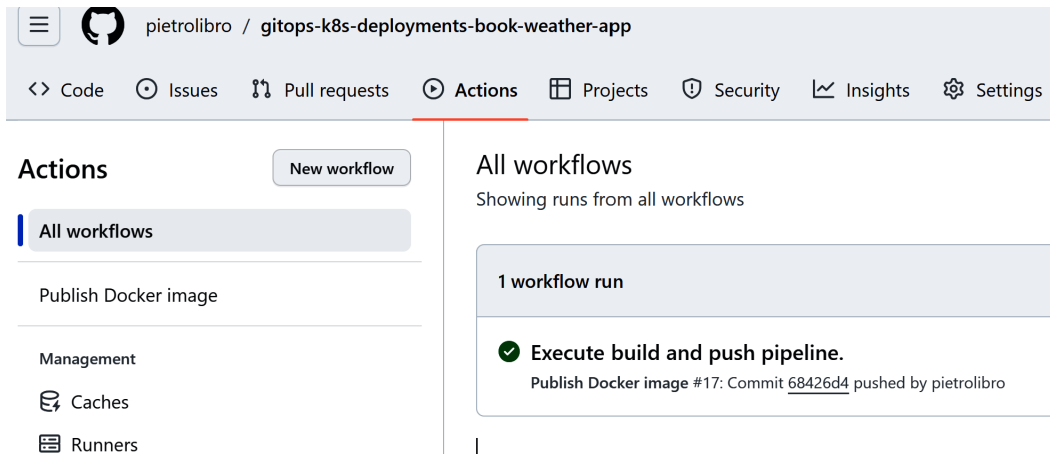 pietrolibro / gitops-k8s-deployments-book-weather-app
Code Issues Pull requests Actions Projects Security Insights Settings
Actions
New workflow
All workflows
Publish Docker image
Management
Caches
Runners
All workflows
Showing runs from all workflows
1 workflow run
Execute build and push pipeline.
Publish Docker image #17: Commit 68426d4 pushed by pietrolibro